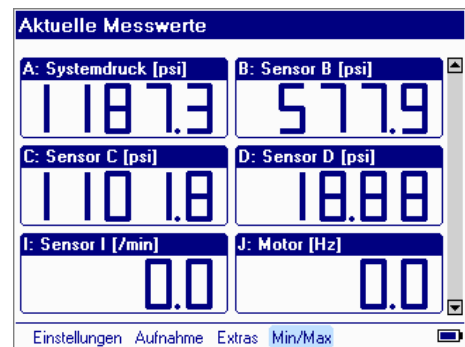 Aktuelle Messwerte
A: Systemdruck [psi] B: Sensor B [psi]
1187.3 577.9
C: Sensor C [psi] D: Sensor D [psi]
1101.8 18.88
I: Sensor I [/min] J: Motor [Hz]
0.0 0.0
Einstellungen Aufnahme Extras Min/Max